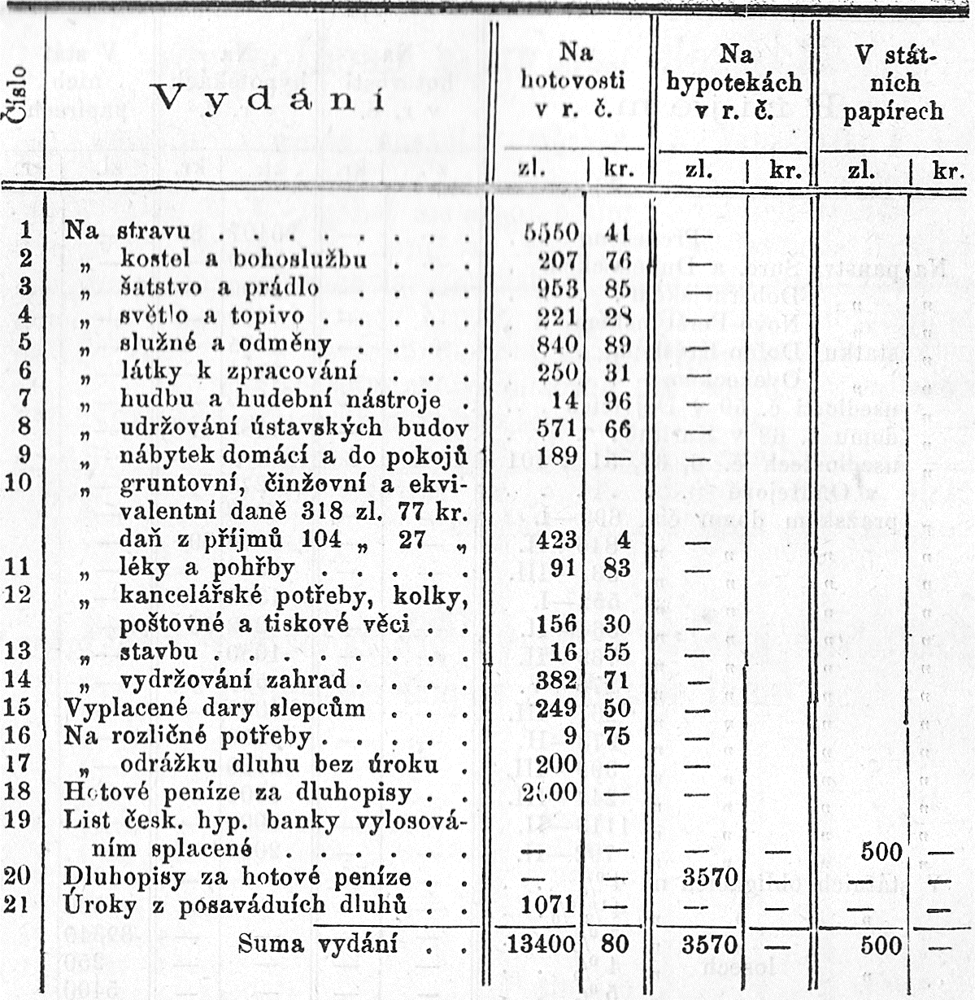 Číslo
Vydání
Na hotovosti v r. č.
Na hypotekách v r. č.
V státních papírech
zl. | kr. zl. | kr. zl. | kr.
1 Na stravu . . . . . . . . 5550 41 —
2 „ kostel a bohoslužbu . . . 207 76 —
3 „ šatstvo a prádlo . . . . 953 85 —
4 „ světlo a topivo . . . . . 221 28 —
5 „ služné a odměny . . . . 840 89 —
6 „ látky k zpracování . . . 250 31 —
7 „ hudbu a hudební nástroje . 14 96 —
8 „ udržování ústavských budov 571 66 —
9 „ nábytek domácí a do pokojů 189 — —
10 „ gruntovní, činžovní a ekvi-
valentní daně 318 zl. 77 kr.
daň z příjmů 104 „ 27 „ 423 4 —
11 „ léky a pohřby . . . . . 91 83 —
12 „ kancelářské potřeby, kolky,
poštovné a tiskové věci . . 156 30 —
13 „ stavbu . . . . . . . . 16 55 —
14 „ vydržování zahrad . . . . 382 71 —
15 Vyplacené dary slepcům . . . 249 50 —
16 Na rozličné potřeby . . . . . 9 75 —
17 „ odrážku dluhu bez úroku . 200 — —
18 Hotové peníze za dluhopisy . . 2000 — —
19 List česk. hyp. banky vylosová-
ním splacené . . . . . . — — — — 500 —
20 Dluhopisy za hotové peníze . . — — 3570 — — —
21 Úroky z posaváduích dluhů . . 1071 — — — — —
Suma vydání . . 13400 80 3570 — 500 —